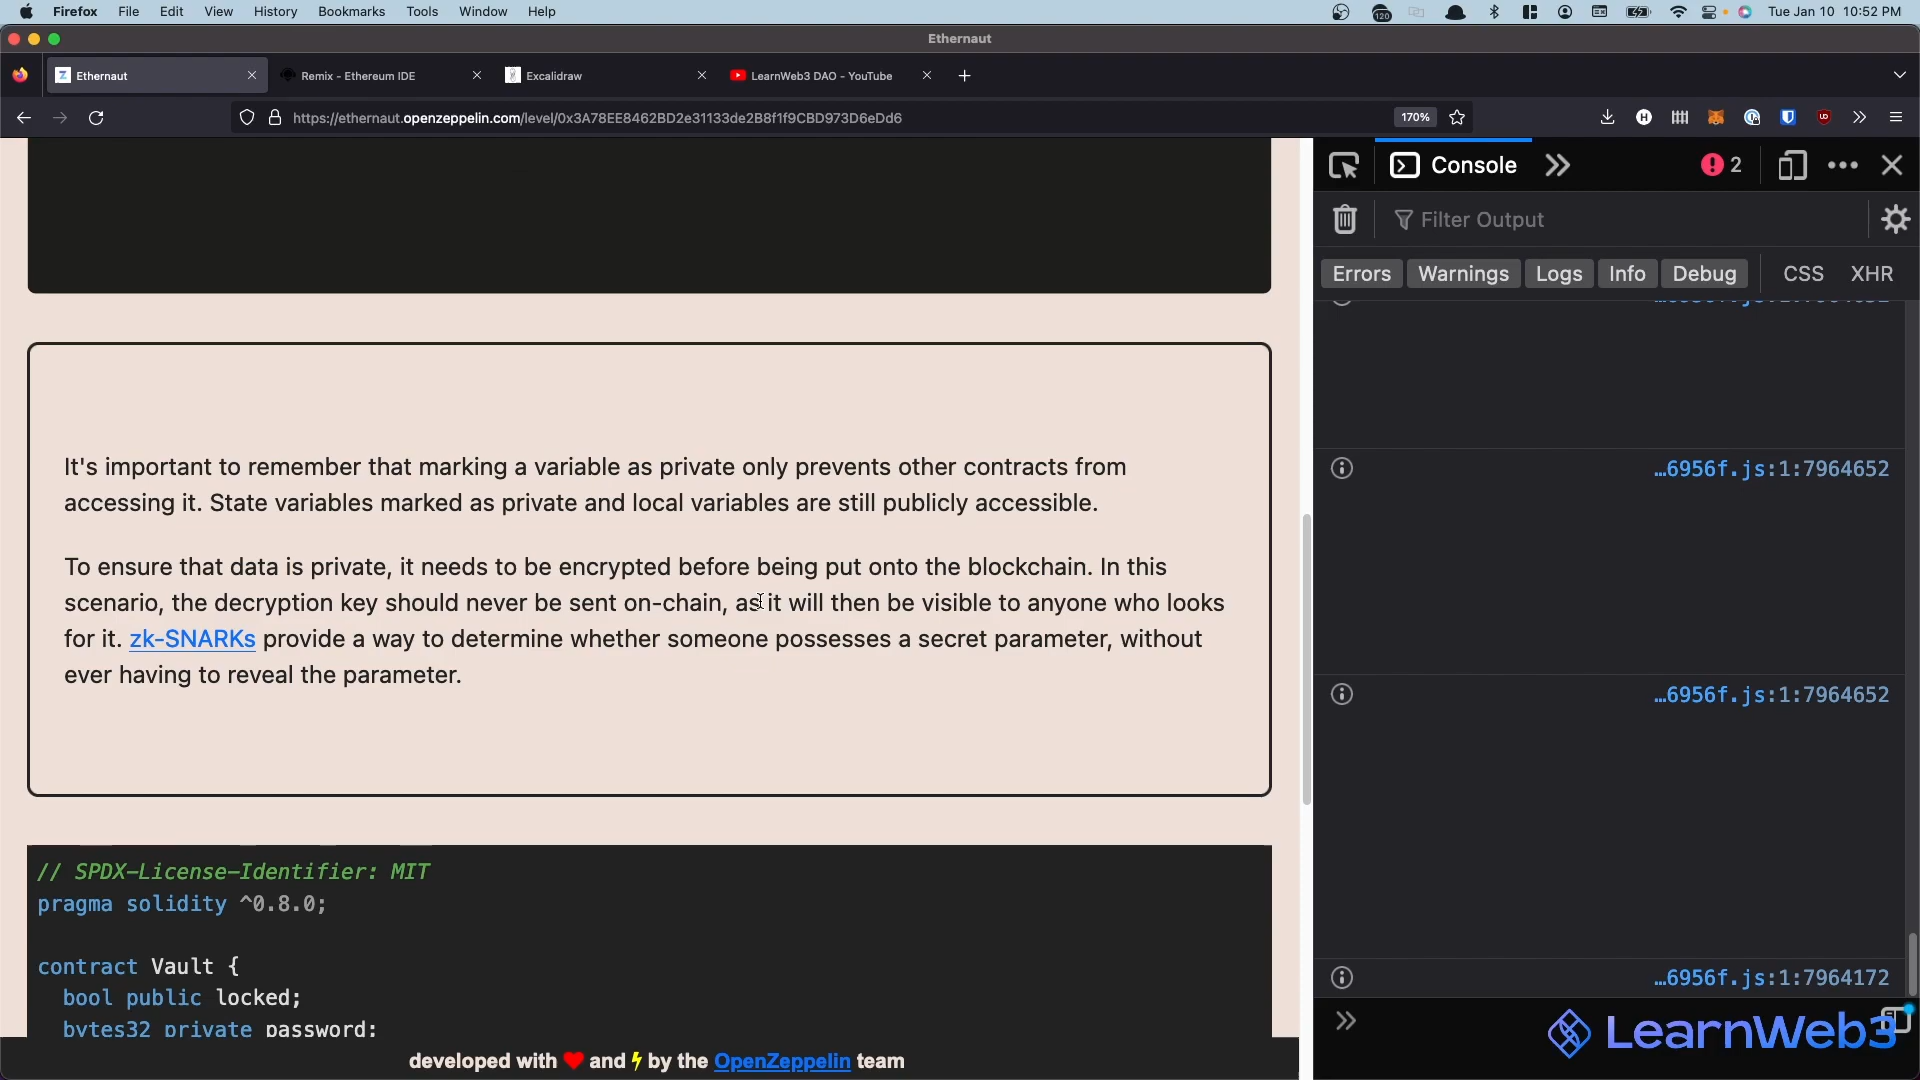 Firefox File Edit View History Bookmarks Tools Window Help
120
Tue Jan 10 10:52 PM
Ethernaut
Ethernaut
Remix - Ethereum IDE
Excalidraw
LearnWeb3 DAO - YouTube
https://ethernaut.openzeppelin.com/level/0x3A78EE8462BD2e31133de2B8f1f9CBD973D6eDd6
170%
Console
2
Filter Output
Errors Warnings Logs Info Debug CSS XHR
It's important to remember that marking a variable as private only prevents other contracts from
accessing it. State variables marked as private and local variables are still publicly accessible.
To ensure that data is private, it needs to be encrypted before being put onto the blockchain. In this
scenario, the decryption key should never be sent on-chain, as it will then be visible to anyone who looks
for it. zk-SNARKs provide a way to determine whether someone possesses a secret parameter, without
ever having to reveal the parameter.
// SPDX-License-Identifier: MIT
pragma solidity ^0.8.0;
contract Vault {
bool public locked;
bytes32 private password;
developed with ❤️ and ⚡ by the OpenZeppelin team
…6956f.js:1:7964652
…6956f.js:1:7964652
…6956f.js:1:7964172
LearnWeb3